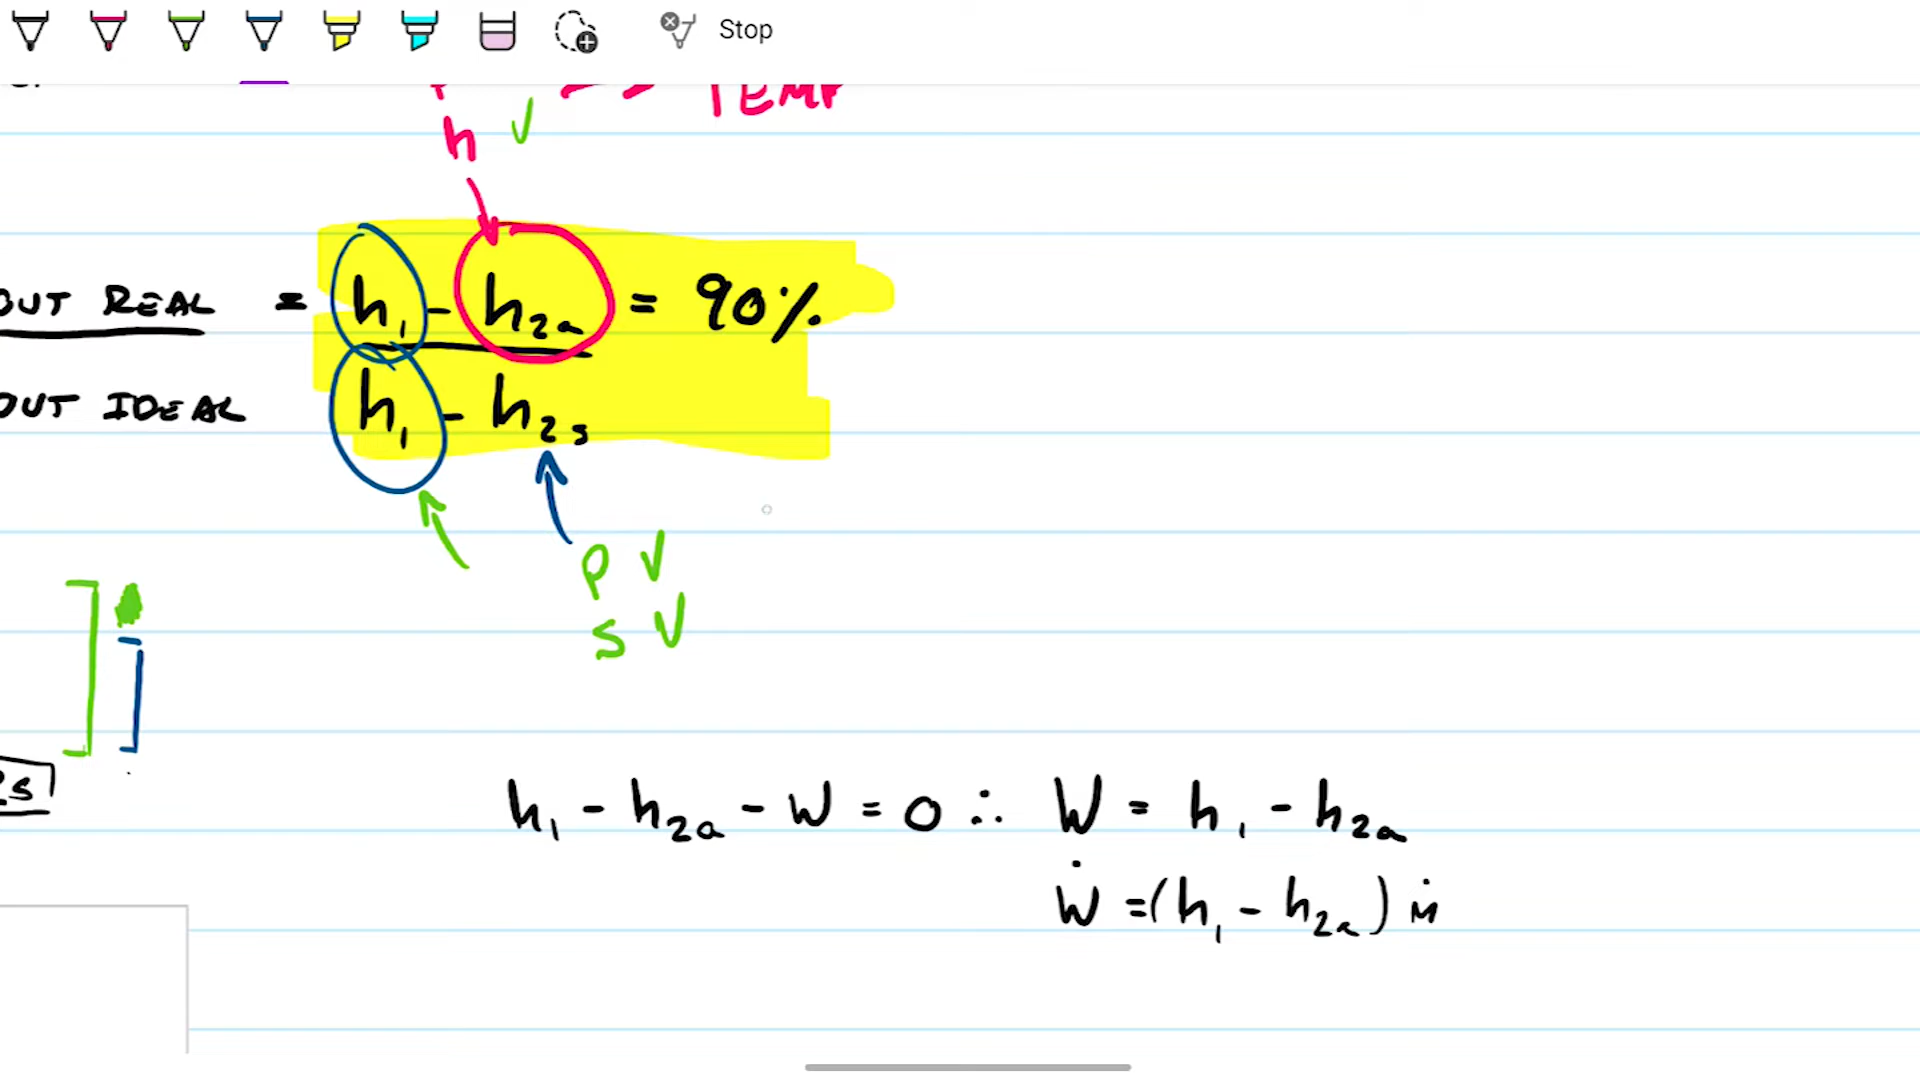 Stop
TEMP
h √
OUT REAL = h₁ - h₂ₐ = 90%
OUT IDEAL h₁ - h₂ₛ
P √
S √
h₁ - h₂ₐ - W = 0 ∴ W = h₁ - h₂ₐ
Ẇ = (h₁ - h₂ₐ) ṁ